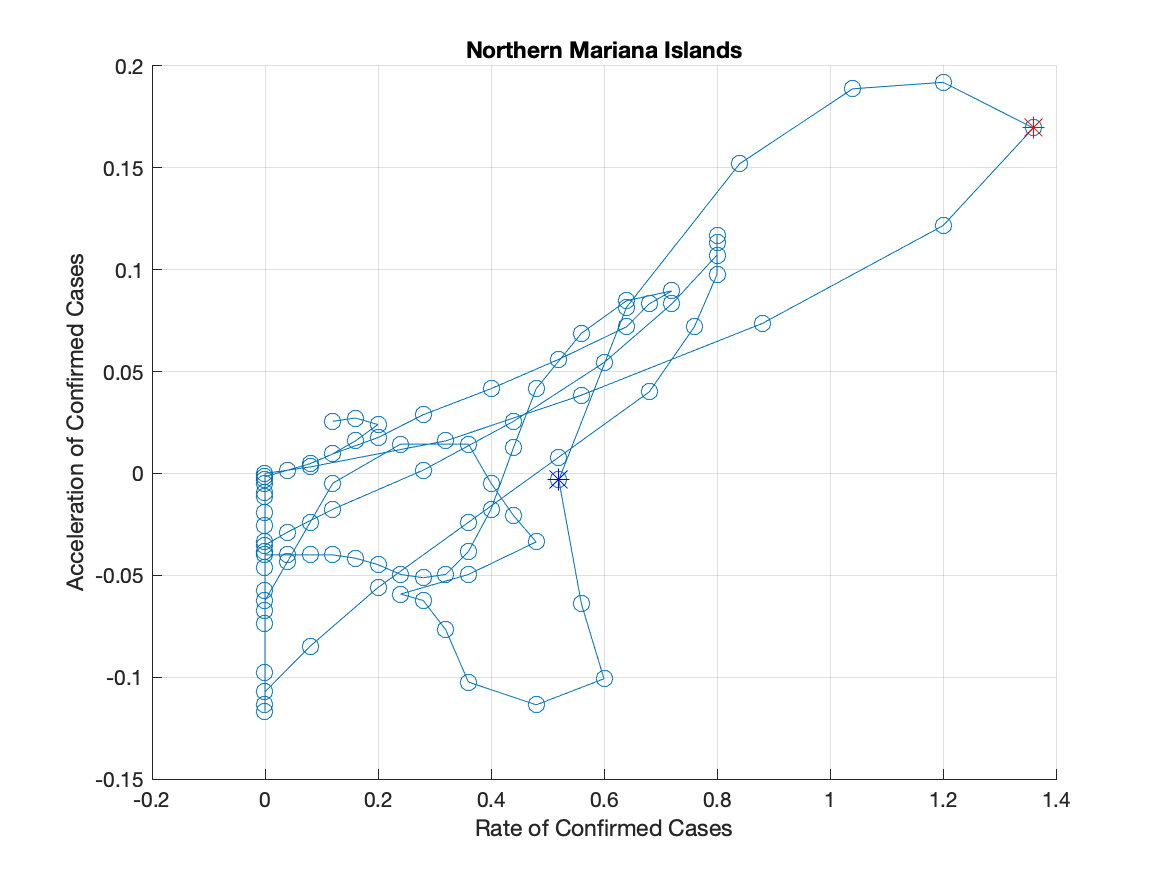 Northern Mariana Islands
0.2
0.15
0.1
0.05
0
-0.05
-0.1
-0.15
Acceleration of Confirmed Cases
-0.2 0 0.2 0.4 0.6 0.8 1 1.2 1.4
Rate of Confirmed Cases